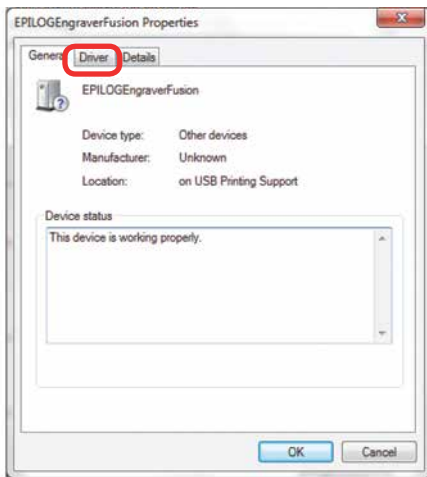 EPILOGEngraverFusion Properties
General Driver Details
EPILOGEngraverFusion
Device type: Other devices
Manufacturer: Unknown
Location: on USB Printing Support
Device status
This device is working properly.
OK Cancel